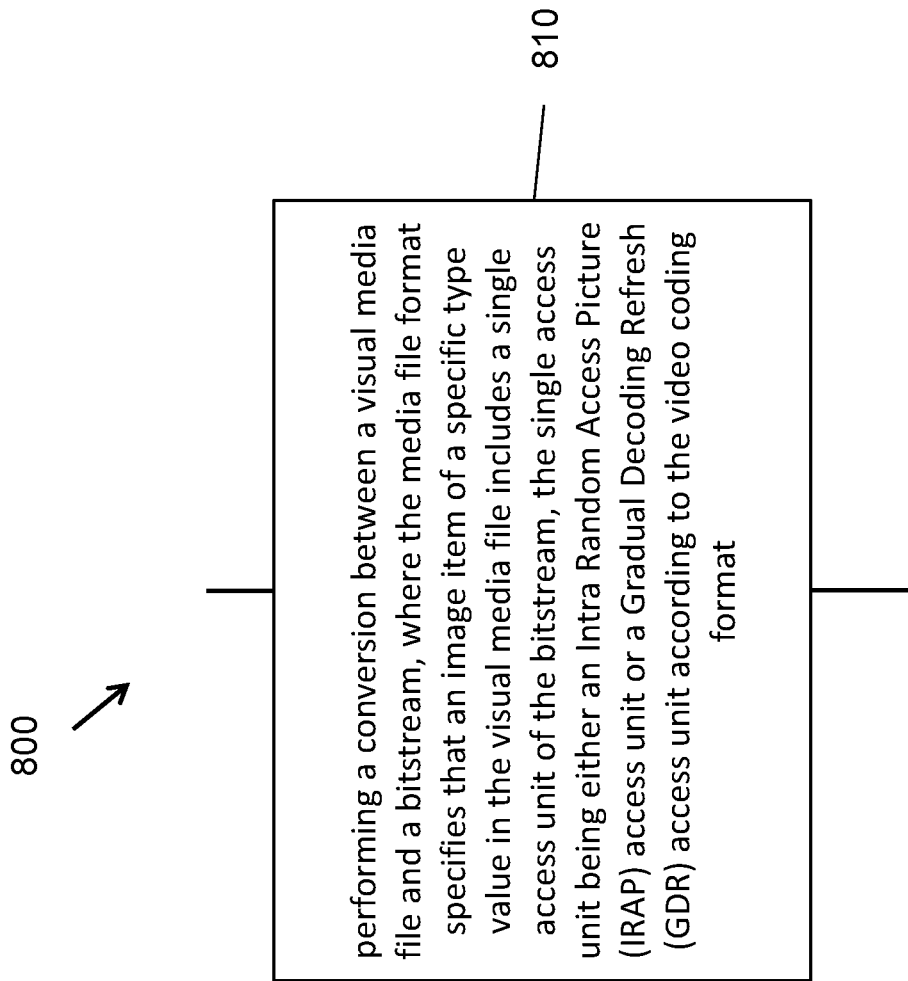 800
performing a conversion between a visual media
file and a bitstream, where the media file format
specifies that an image item of a specific type
value in the visual media file includes a single
access unit of the bitstream, the single access
unit being either an Intra Random Access Picture
(IRAP) access unit or a Gradual Decoding Refresh
(GDR) access unit according to the video coding
format
810